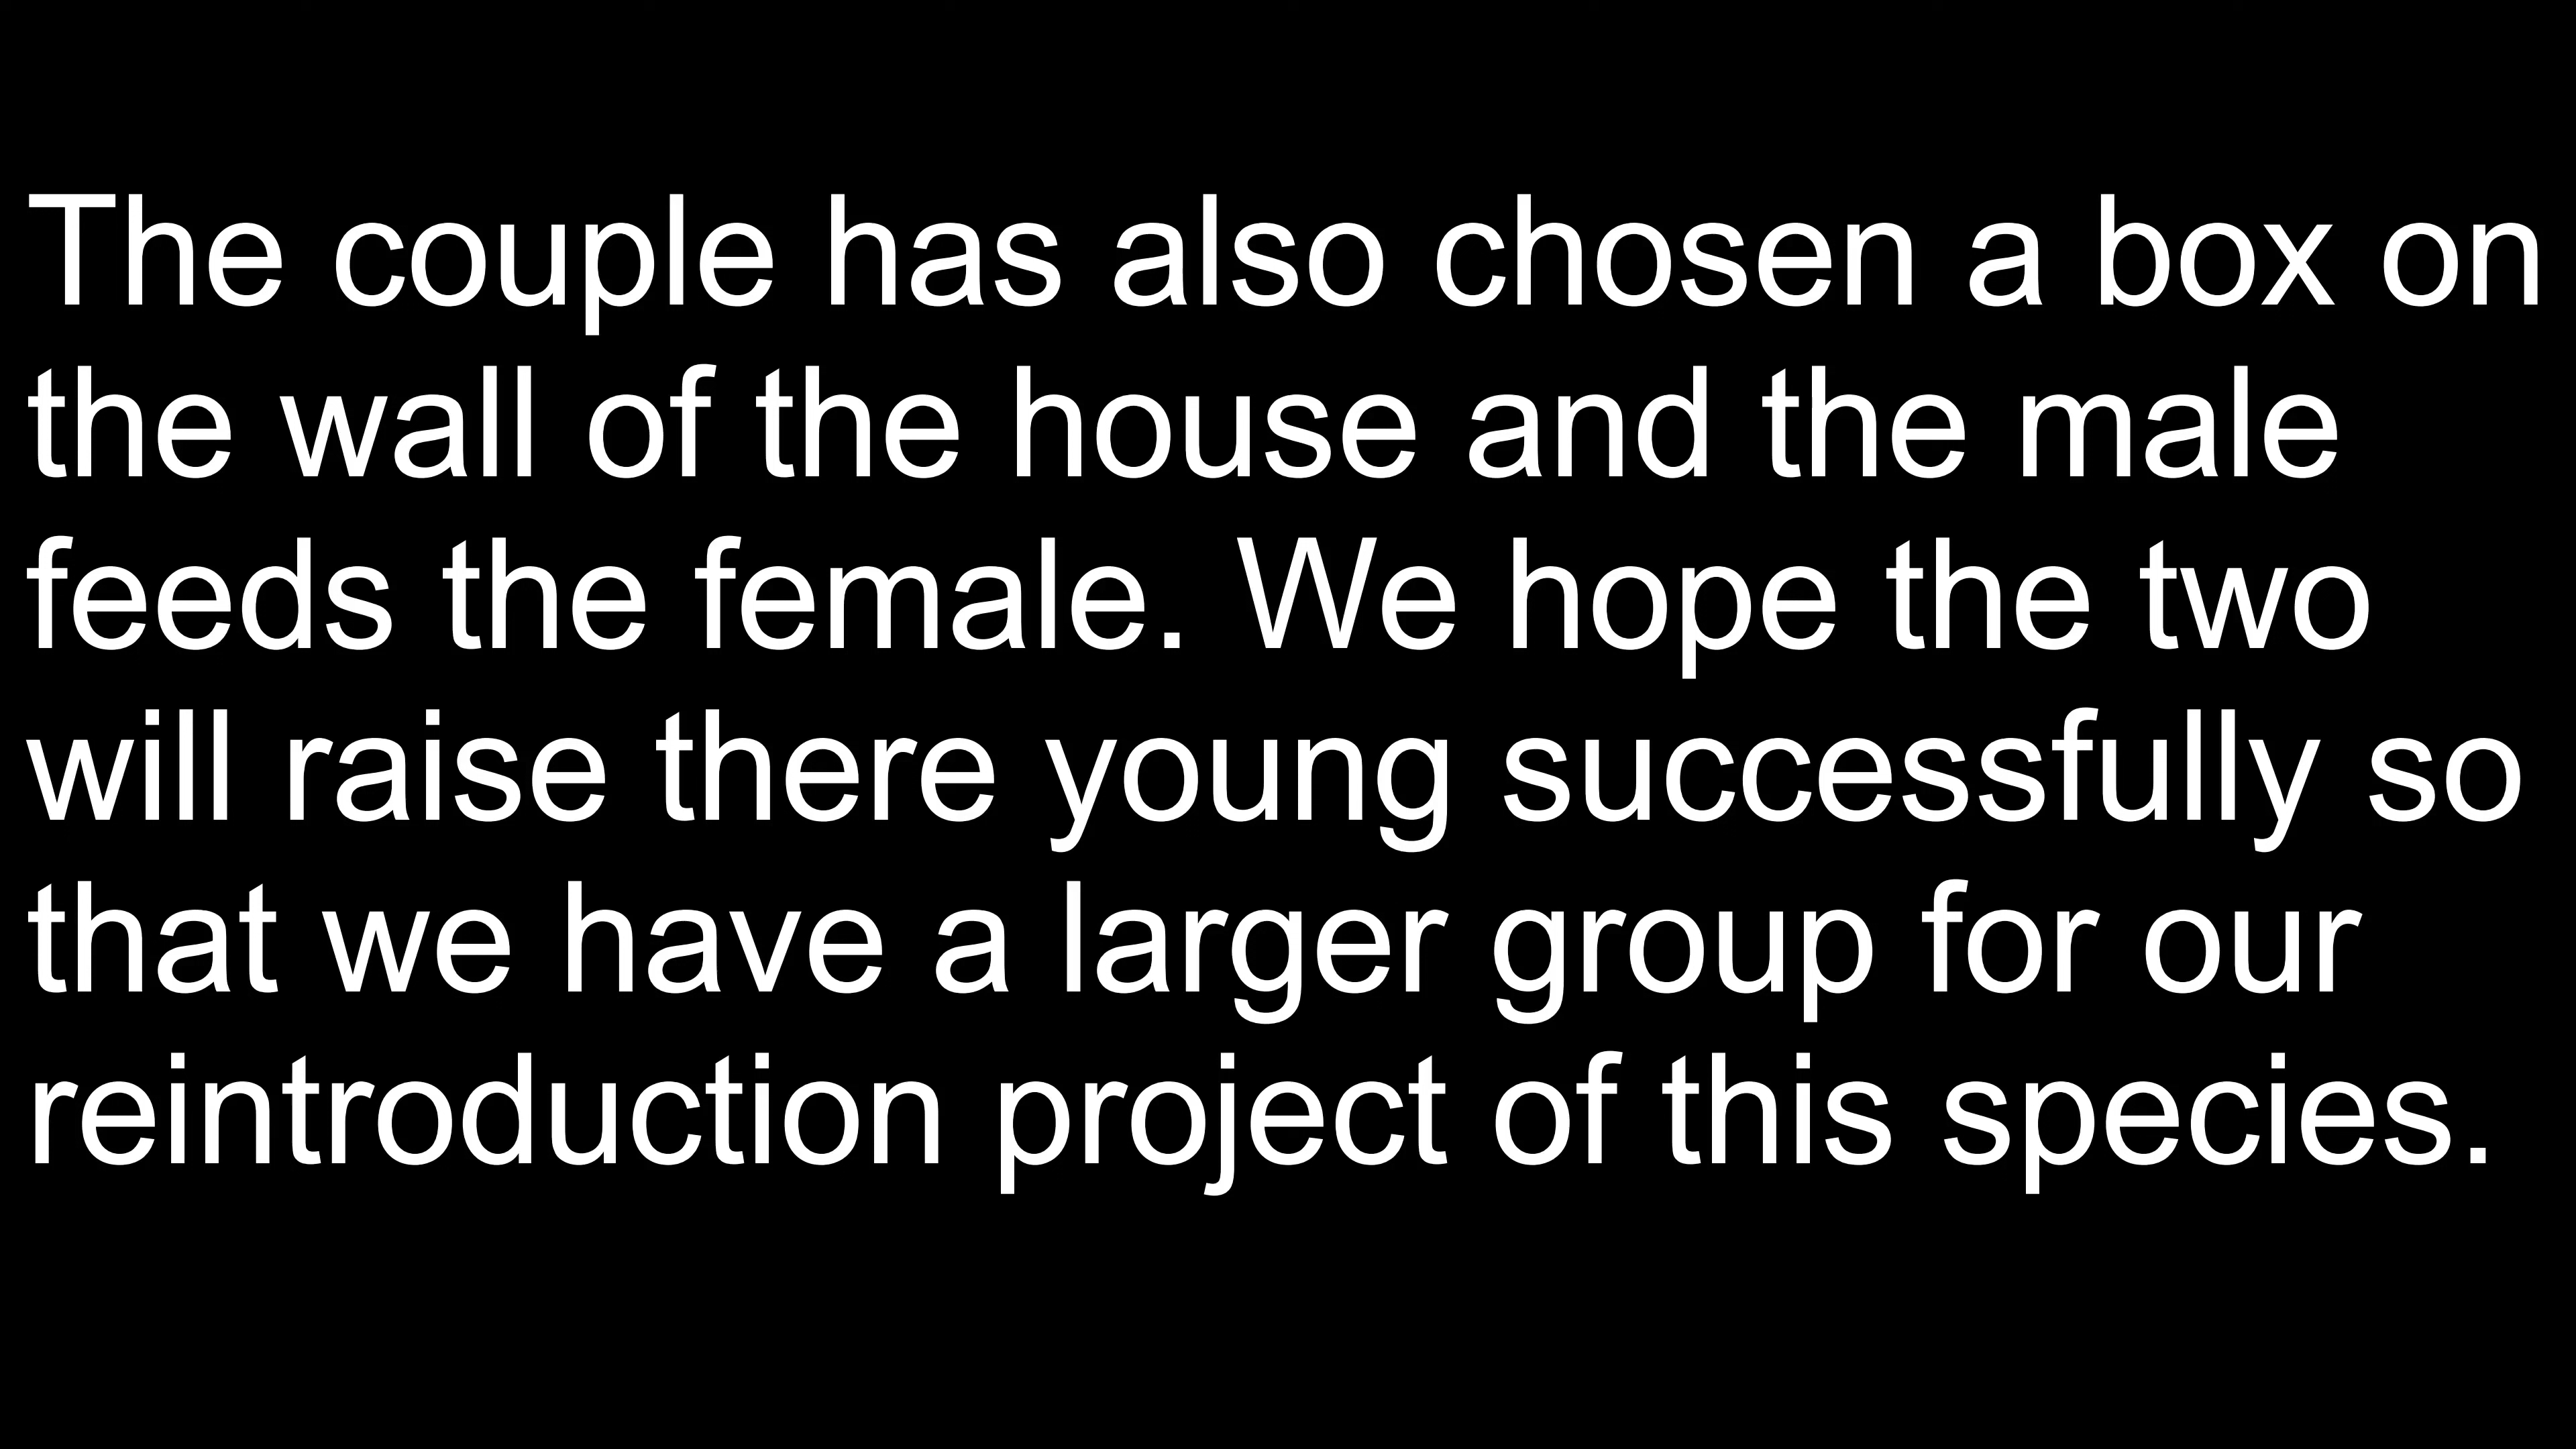 The couple has also chosen a box on
the wall of the house and the male
feeds the female. We hope the two
will raise there young successfully so
that we have a larger group for our
reintroduction project of this species.